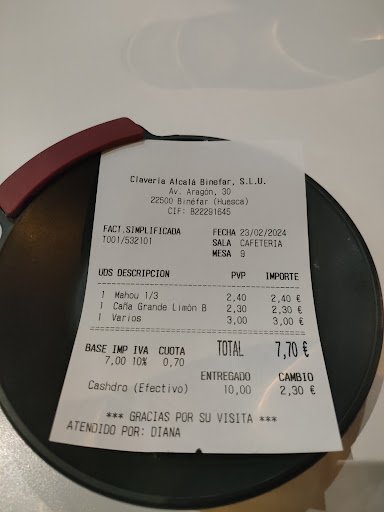 Claveria Alcalá Binefar, S.L.U.
Av. Aragón, 30
22500 Binéfar (Huesca)
CIF: B22291645
FACT.SIMPLIFICADA FECHA 23/02/2024
T001/532101 SALA CAFETERIA
MESA 9
UDS DESCRIPCION PVP IMPORTE
1 Mahou 1/3 2,40 2,40 €
1 Caña Grande Limón B 2,30 2,30 €
1 Varios 3,00 3,00 €
BASE IMP IVA CUOTA TOTAL 7,70 €
7,00 10% 0,70
ENTREGADO CAMBIO
Cashdro (Efectivo) 10,00 2,30 €
*** GRACIAS POR SU VISITA ***
ATENDIDO POR: DIANA